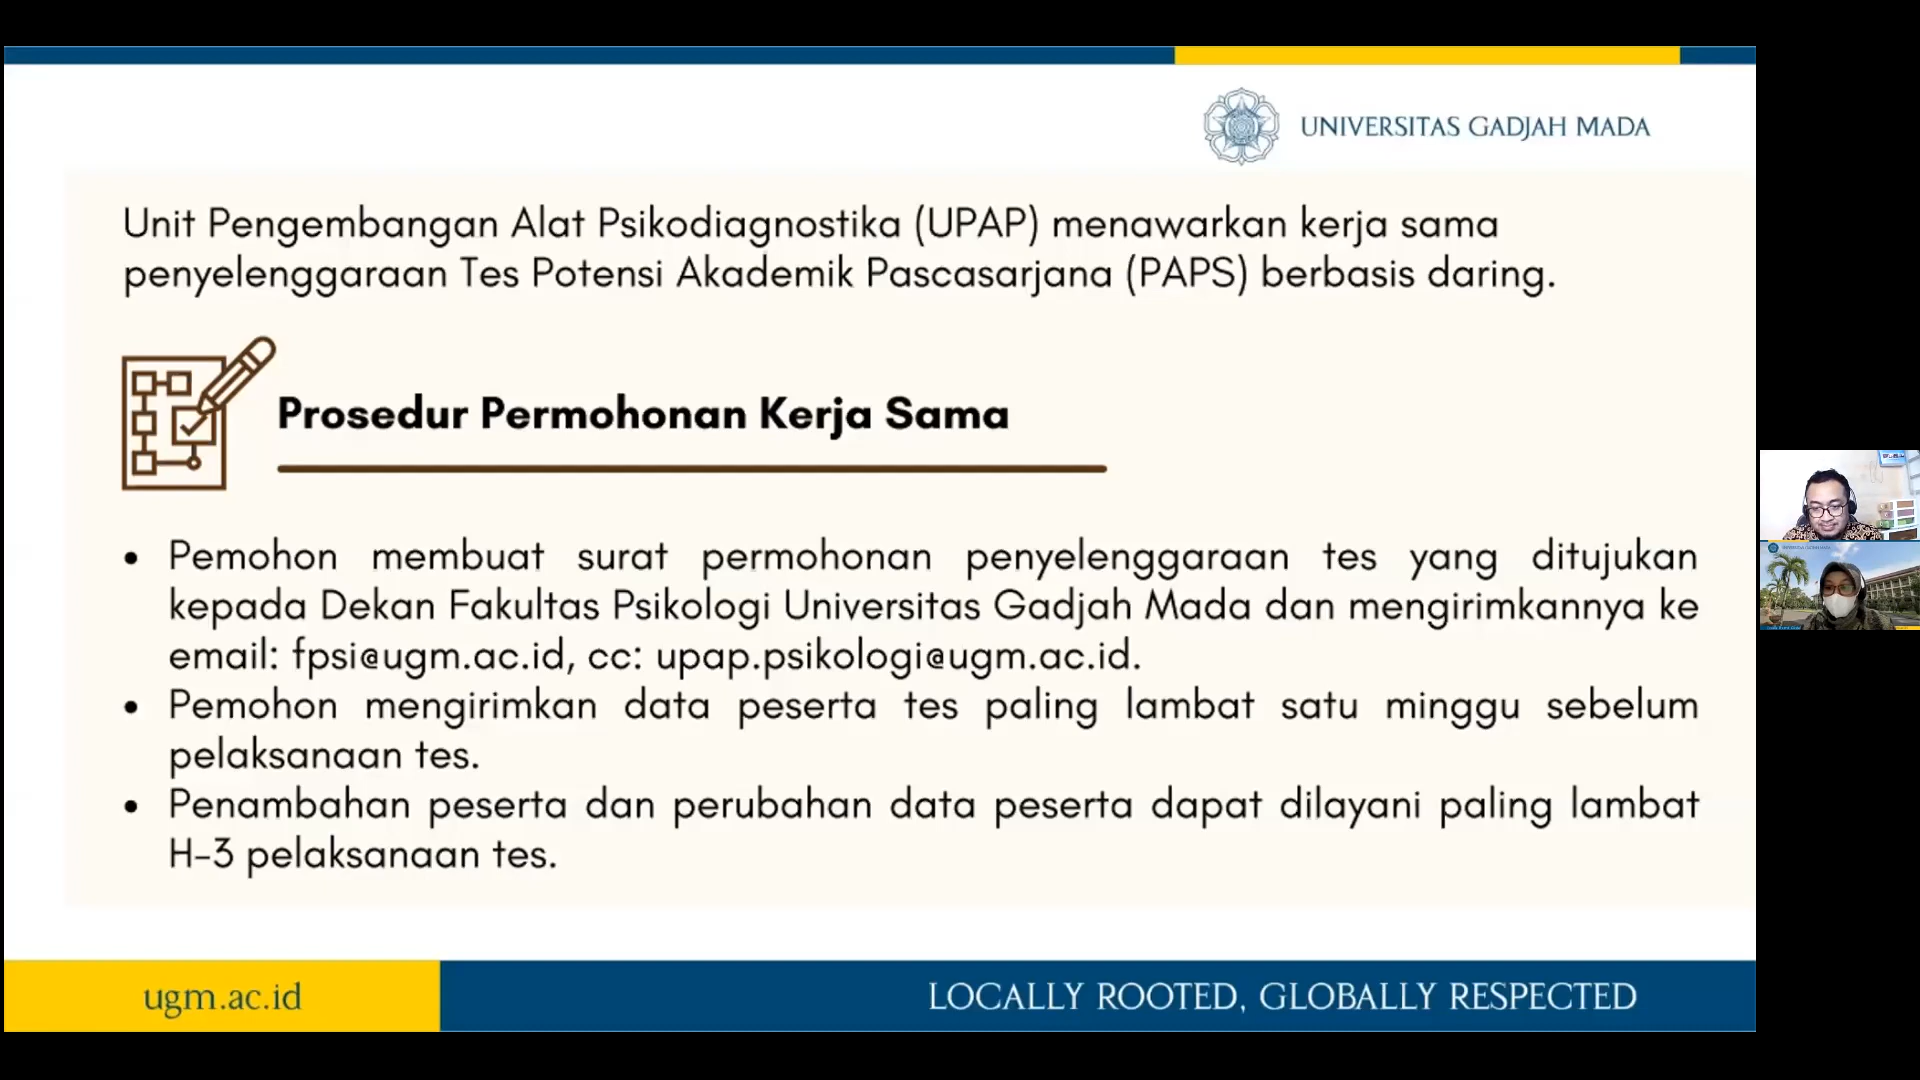 UNIVERSITAS GADJAH MADA
Unit Pengembangan Alat Psikodiagnostika (UPAP) menawarkan kerja sama
penyelenggaraan Tes Potensi Akademik Pascasarjana (PAPS) berbasis daring.
Prosedur Permohonan Kerja Sama
• Pemohon membuat surat permohonan penyelenggaraan tes yang ditujukan
kepada Dekan Fakultas Psikologi Universitas Gadjah Mada dan mengirimkannya ke
email: fpsi@ugm.ac.id, cc: upap.psikologi@ugm.ac.id.
• Pemohon mengirimkan data peserta tes paling lambat satu minggu sebelum
pelaksanaan tes.
• Penambahan peserta dan perubahan data peserta dapat dilayani paling lambat
H-3 pelaksanaan tes.
ugm.ac.id
LOCALLY ROOTED, GLOBALLY RESPECTED